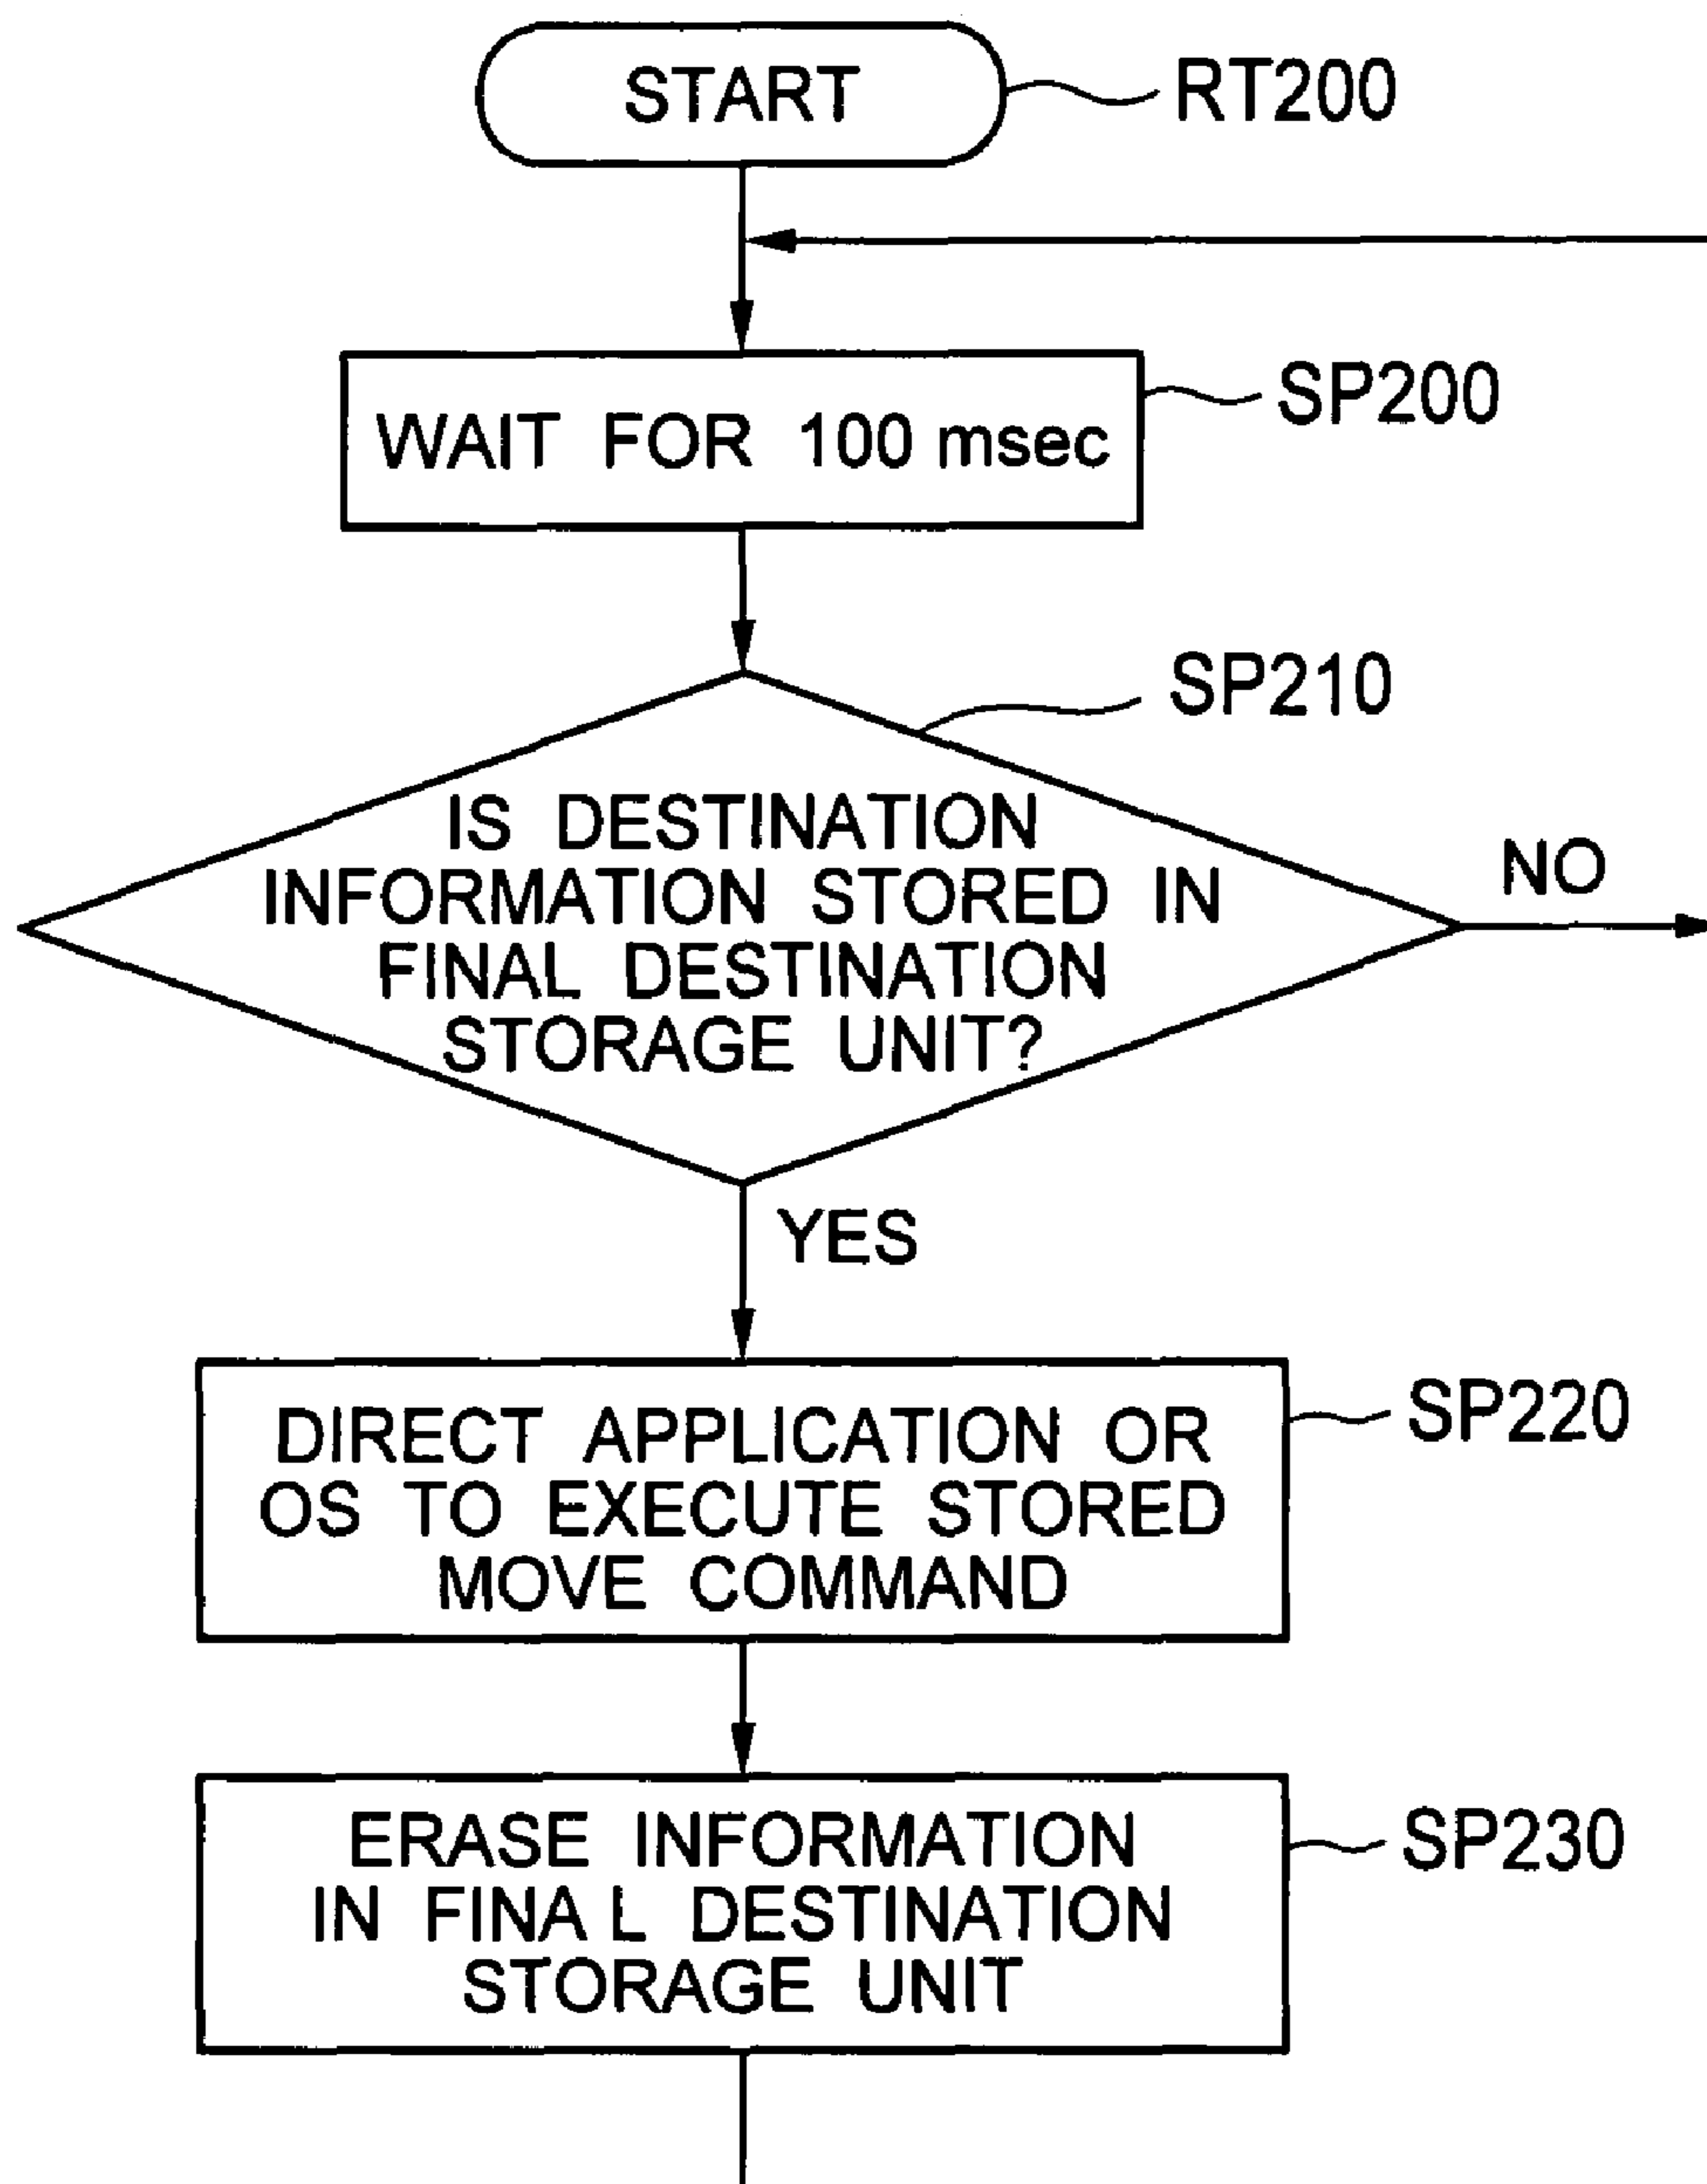 START
RT200
WAIT FOR 100 msec
SP200
SP210
IS DESTINATION
INFORMATION STORED IN
FINAL DESTINATION
STORAGE UNIT?
NO
YES
DIRECT APPLICATION OR
OS TO EXECUTE STORED
MOVE COMMAND
SP220
ERASE INFORMATION
IN FINAL DESTINATION
STORAGE UNIT
SP230